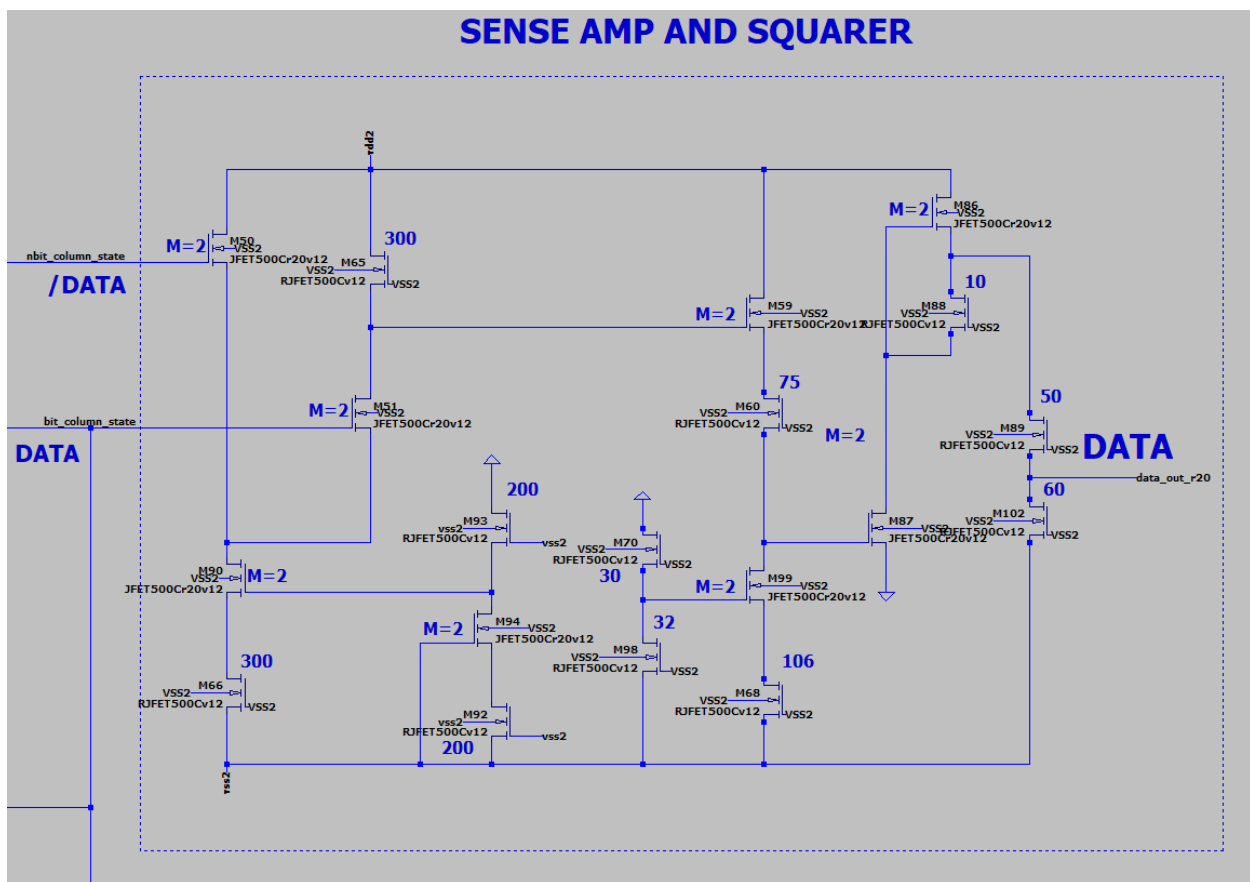 SENSE AMP AND SQUARER
vdd2
M=2
M86
VSS2
JFET500Cr20v12
nbit_column_state
/DATA
M=2
M50
VSS2
JFET500Cr20v12
300
M65
VSS2
RJFET500Cv12
VSS2
M=2
M59
VSS2
JFET500Cr20v12
10
M88
VSS2
RJFET500Cv12
VSS2
bit_column_state
DATA
M=2
M51
VSS2
JFET500Cr20v12
75
M60
VSS2
RJFET500Cv12
VSS2
M=2
50
M89
VSS2
RJFET500Cv12
VSS2
DATA
data_out_r20
200
M93
vss2
RJFET500Cv12
vss2
M70
VSS2
RJFET500Cv12
VSS2
30
M87
VSS2
JFET500Cr20v12
60
M102
VSS2
RJFET500Cv12
VSS2
M90
VSS2
M=2
JFET500Cr20v12
M=2
M99
VSS2
JFET500Cr20v12
M=2
M94
VSS2
JFET500Cr20v12
32
M98
VSS2
RJFET500Cv12
VSS2
300
M66
VSS2
RJFET500Cv12
VSS2
106
M68
VSS2
RJFET500Cv12
VSS2
M92
vss2
RJFET500Cv12
vss2
200
vss2